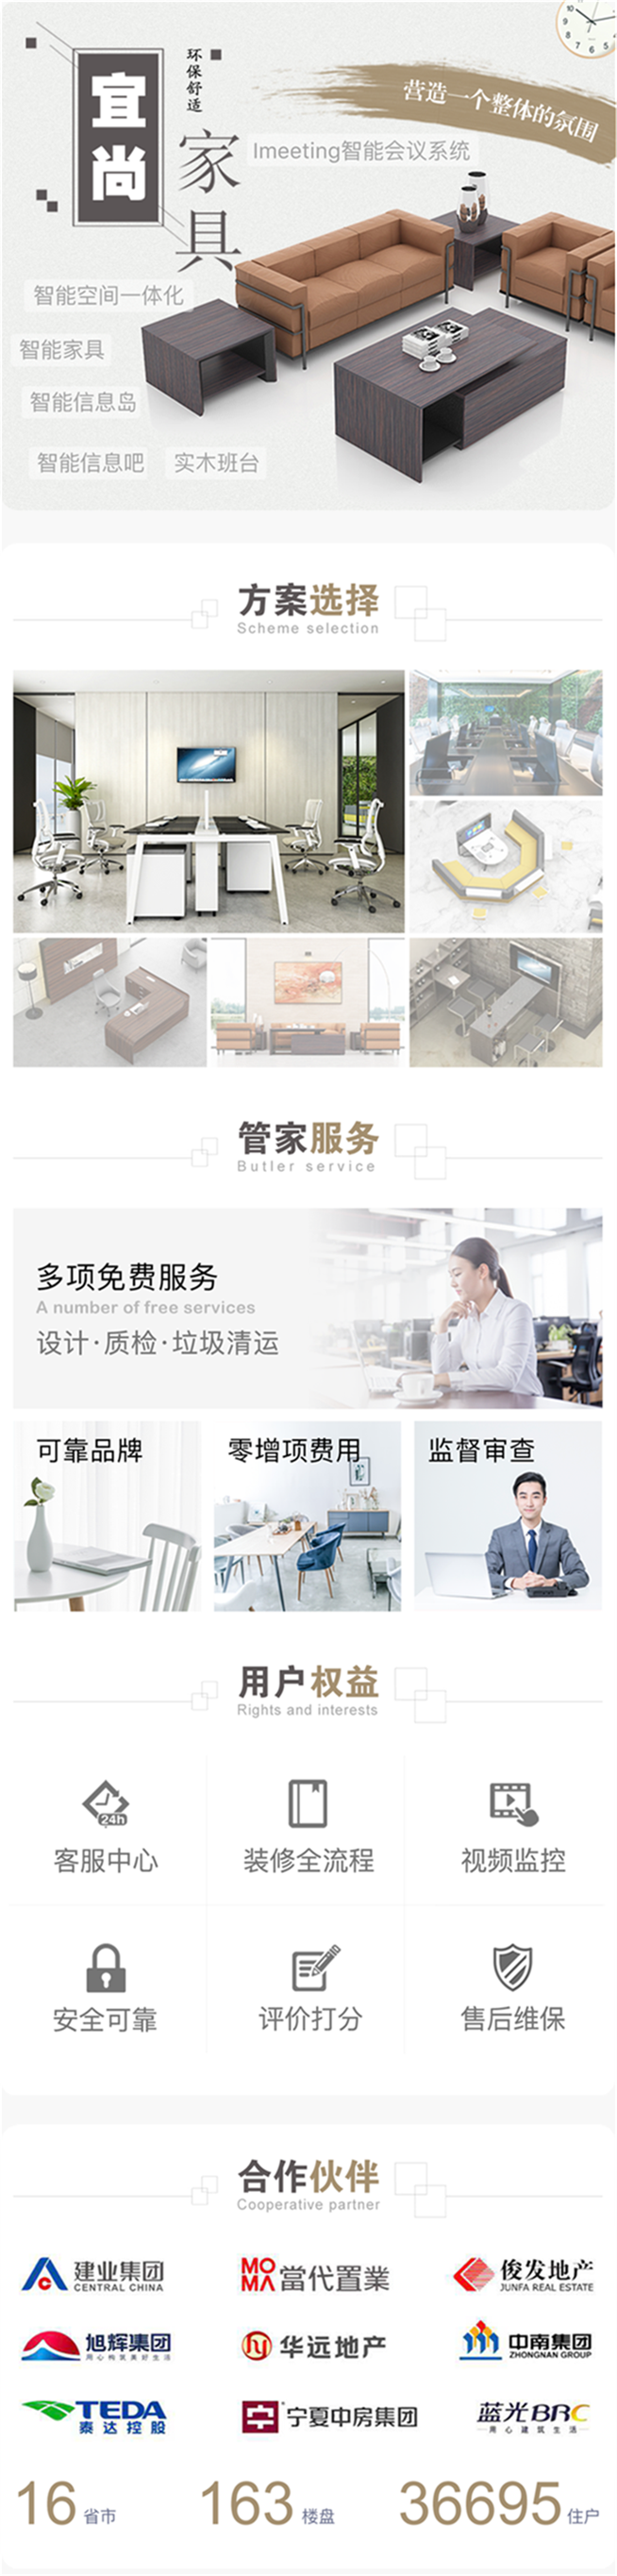 宜尚
环保舒适
家具
营造一个整体的氛围
Imeeting智能会议系统
智能空间一体化
智能家具
智能信息岛
智能信息吧
实木班台
方案选择
Scheme selection
管家服务
Butler service
多项免费服务
A number of free services
设计·质检·垃圾清运
可靠品牌
零增项费用
监督审查
用户权益
Rights and interests
24h
客服中心
装修全流程
视频监控
安全可靠
评价打分
售后维保
合作伙伴
Cooperative partner
建业集团
CENTRAL CHINA
MOMA當代置業
俊发地产
JUNFA REAL ESTATE
旭辉集团
用心构筑美好生活
华远地产
中南集团
ZHONGNAN GROUP
TEDA
泰达控股
宁夏中房集团
蓝光BRC
用心建筑生活
16 省市
163 楼盘
36695 住户